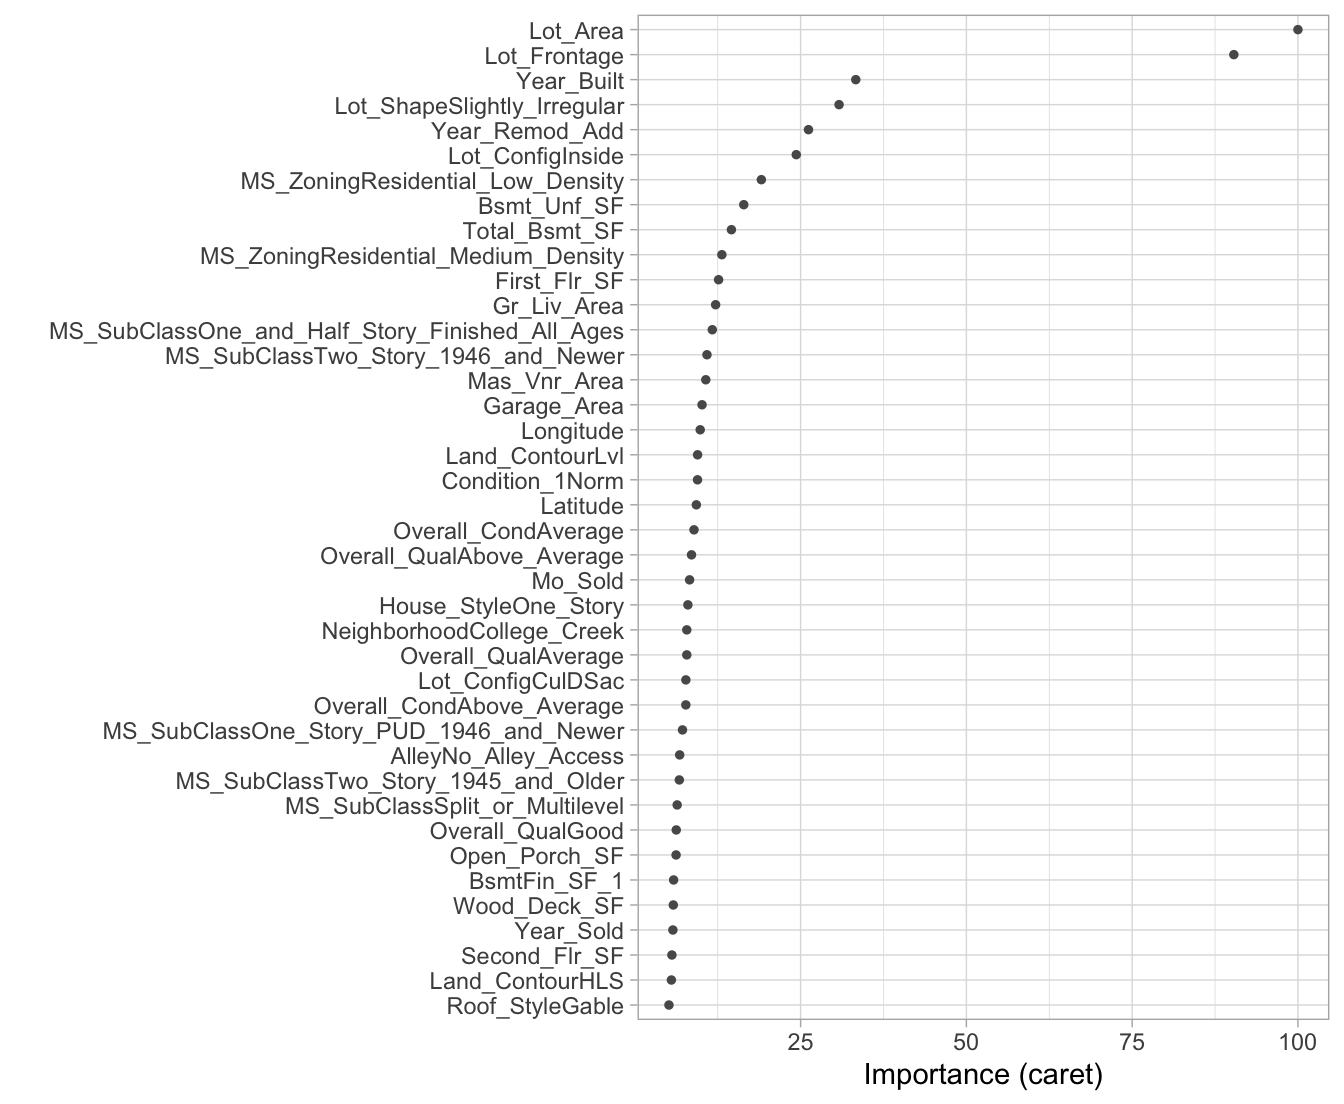 Lot_Area
Lot_Frontage
Year_Built
Lot_ShapeSlightly_Irregular
Year_Remod_Add
Lot_ConfigInside
MS_ZoningResidential_Low_Density
Bsmt_Unf_SF
Total_Bsmt_SF
MS_ZoningResidential_Medium_Density
First_Flr_SF
Gr_Liv_Area
MS_SubClassOne_and_Half_Story_Finished_All_Ages
MS_SubClassTwo_Story_1946_and_Newer
Mas_Vnr_Area
Garage_Area
Longitude
Land_ContourLvl
Condition_1Norm
Latitude
Overall_CondAverage
Overall_QualAbove_Average
Mo_Sold
House_StyleOne_Story
NeighborhoodCollege_Creek
Overall_QualAverage
Lot_ConfigCulDSac
Overall_CondAbove_Average
MS_SubClassOne_Story_PUD_1946_and_Newer
AlleyNo_Alley_Access
MS_SubClassTwo_Story_1945_and_Older
MS_SubClassSplit_or_Multilevel
Overall_QualGood
Open_Porch_SF
BsmtFin_SF_1
Wood_Deck_SF
Year_Sold
Second_Flr_SF
Land_ContourHLS
Roof_StyleGable
25 50 75 100
Importance (caret)